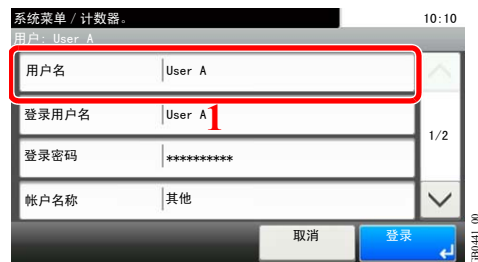 系统菜单 / 计数器。 10:10
用户: User A
用户名 User A
登录用户名 User A
1
1/2
登录密码 **********
帐户名称 其他
取消 登录
GB0441_00